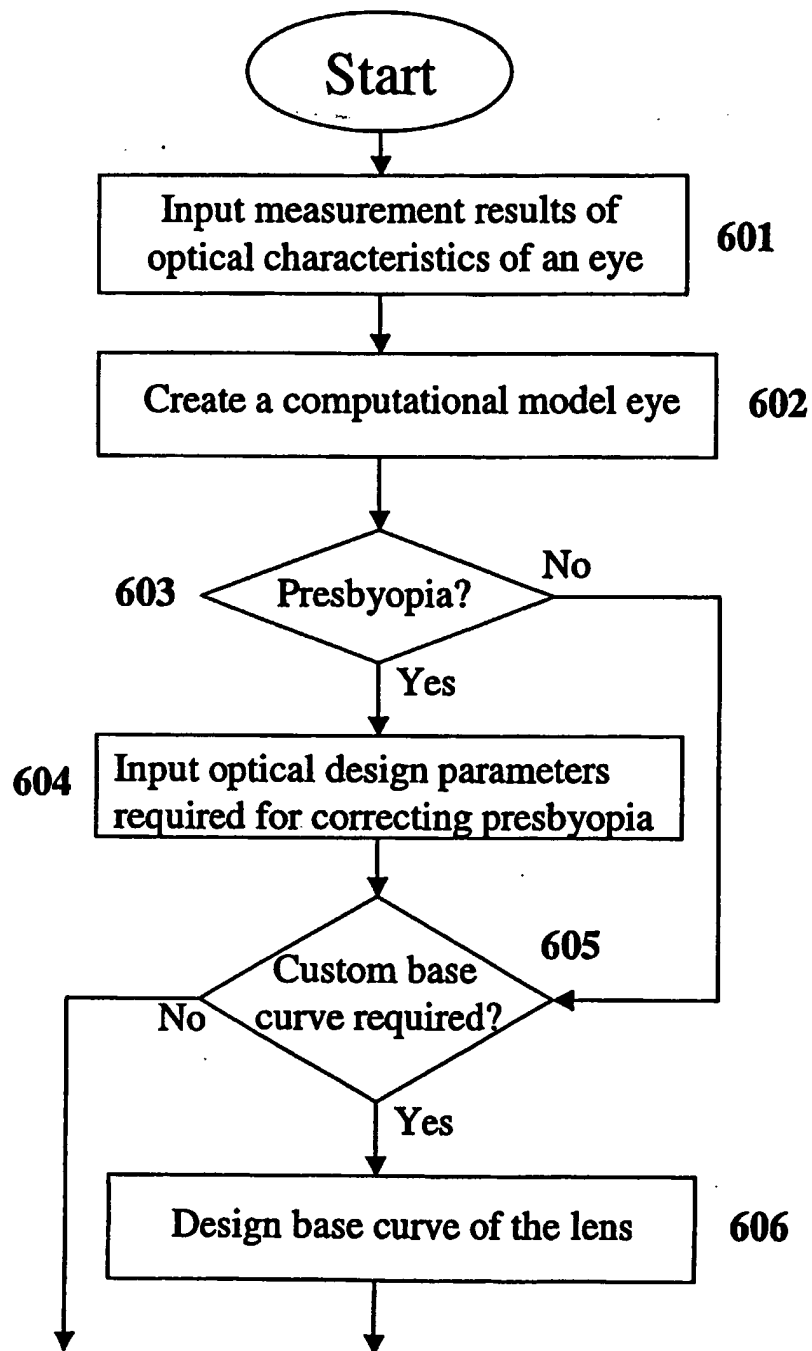 Start
Input measurement results of
optical characteristics of an eye
601
Create a computational model eye
602
603
Presbyopia?
No
Yes
604
Input optical design parameters
required for correcting presbyopia
605
Custom base
curve required?
No
Yes
Design base curve of the lens
606